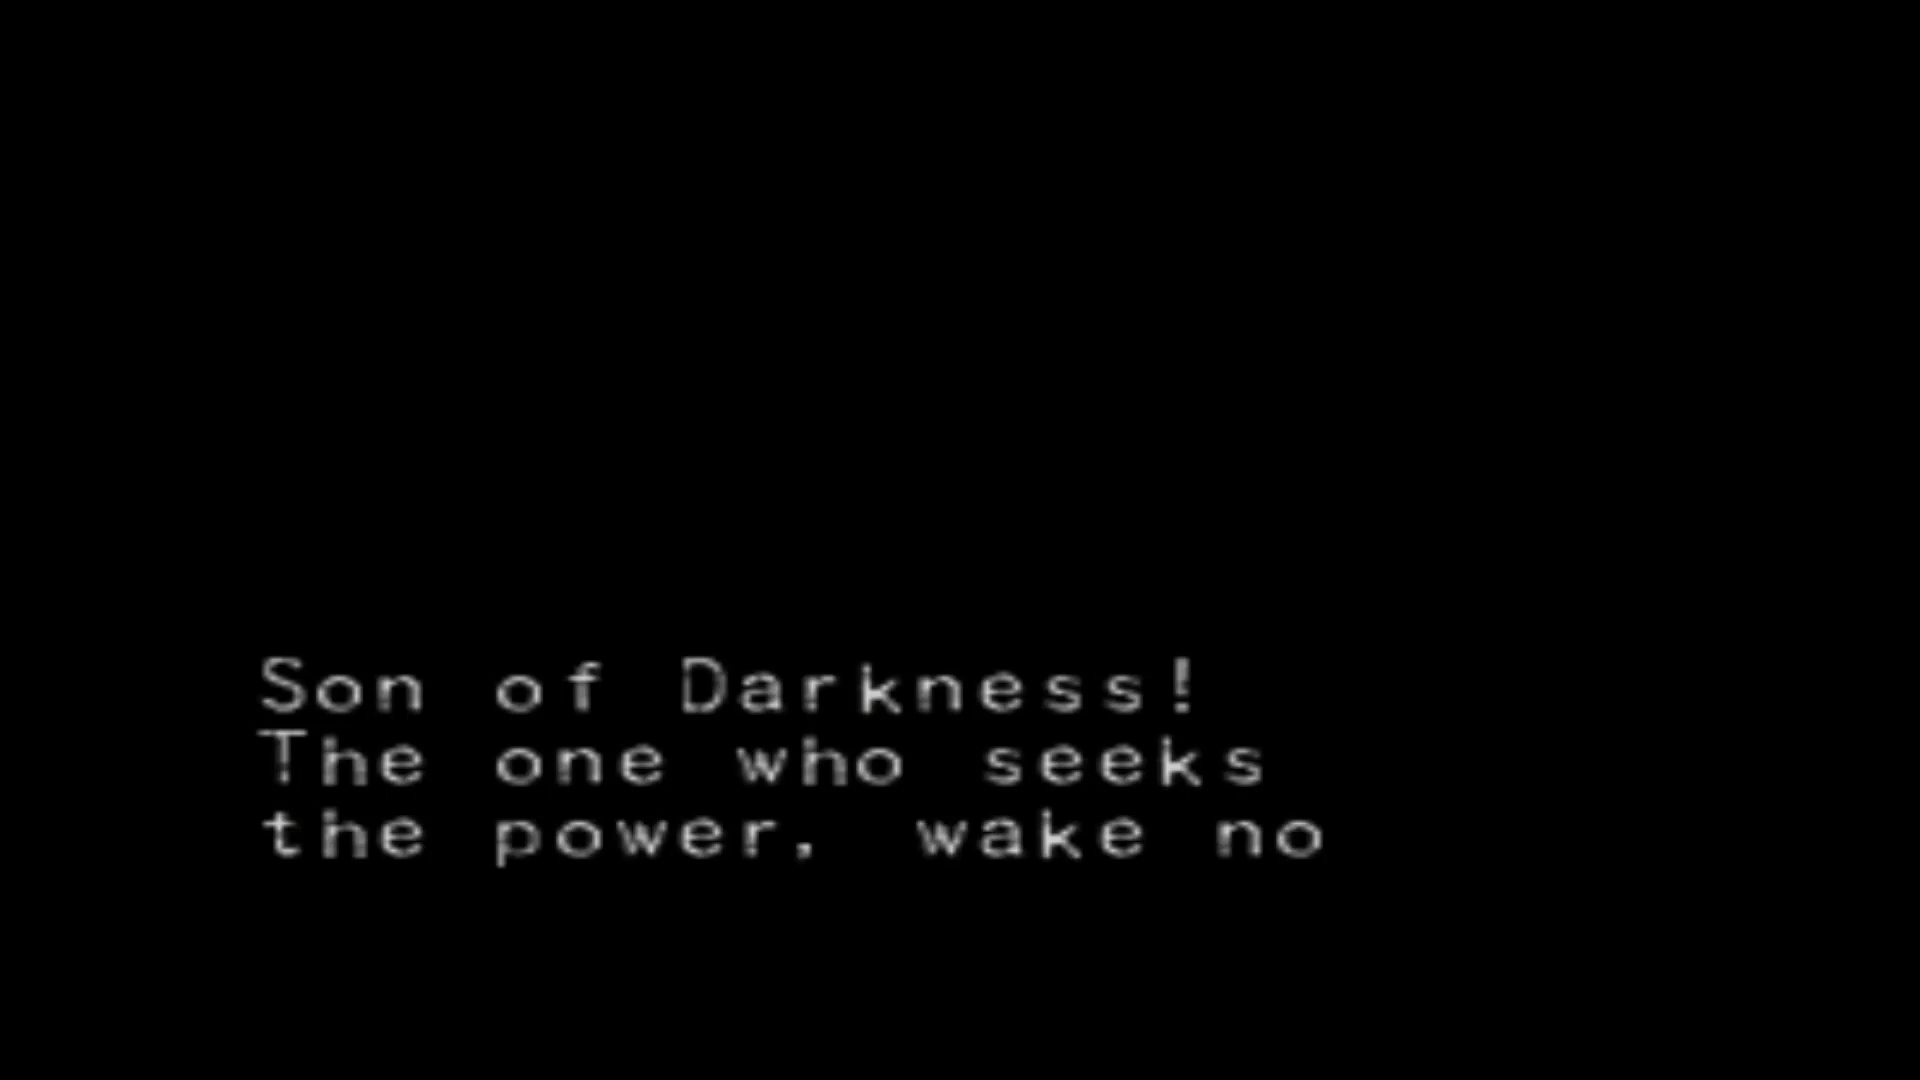 Son of Darkness!
The one who seeks
the power, wake no